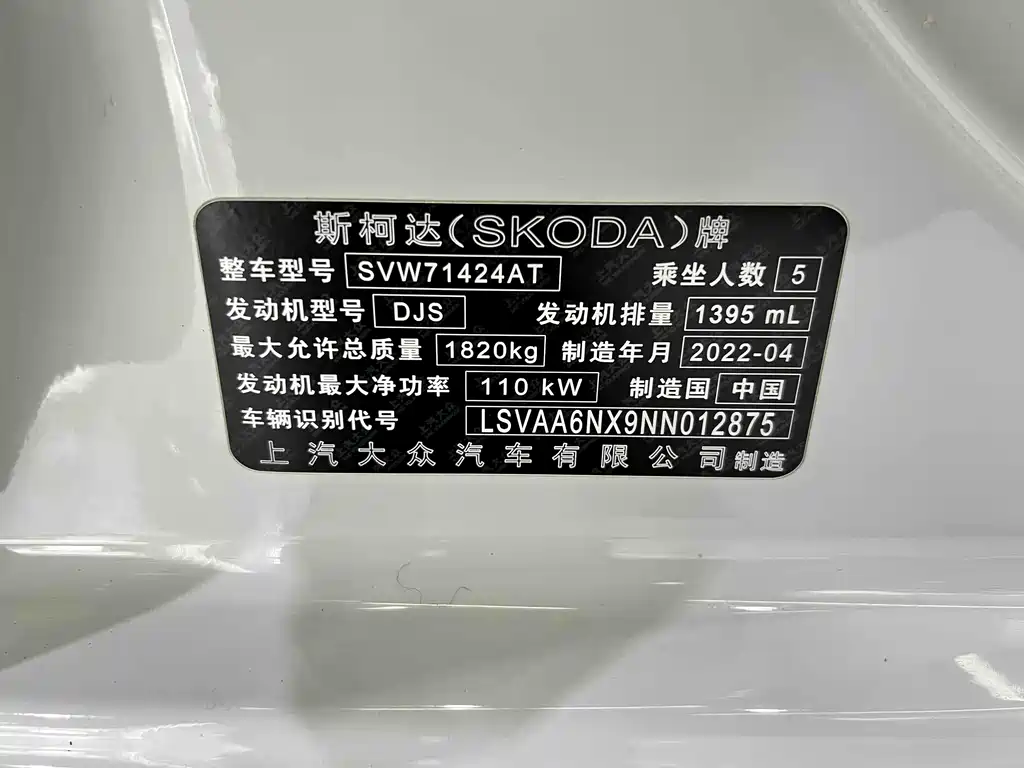 斯柯达(SKODA)牌
整车型号 SVW71424AT 乘坐人数 5
发动机型号 DJS 发动机排量 1395 mL
最大允许总质量 1820kg 制造年月 2022-04
发动机最大净功率 110 kW 制造国 中国
车辆识别代号 LSVAA6NX9NN012875
上汽大众汽车有限公司制造